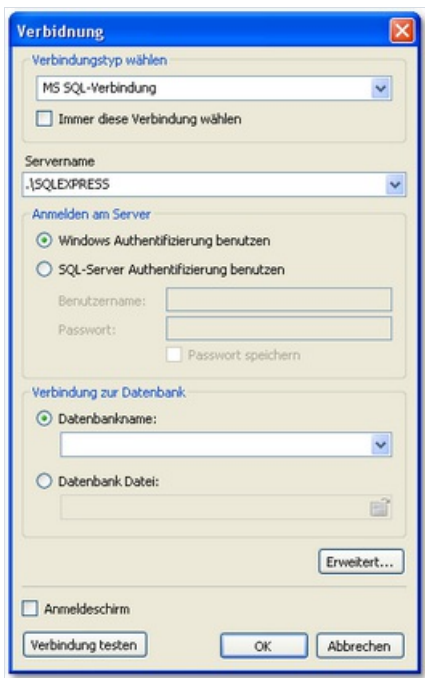 Verbidnung
Verbindungstyp wählen
MS SQL-Verbindung
Immer diese Verbindung wählen
Servername
.\SQLEXPRESS
Anmelden am Server
Windows Authentifizierung benutzen
SQL-Server Authentifizierung benutzen
Benutzername:
Passwort:
Passwort speichern
Verbindung zur Datenbank
Datenbankname:
Datenbank Datei:
Erweitert...
Anmeldeschirm
Verbindung testen OK Abbrechen